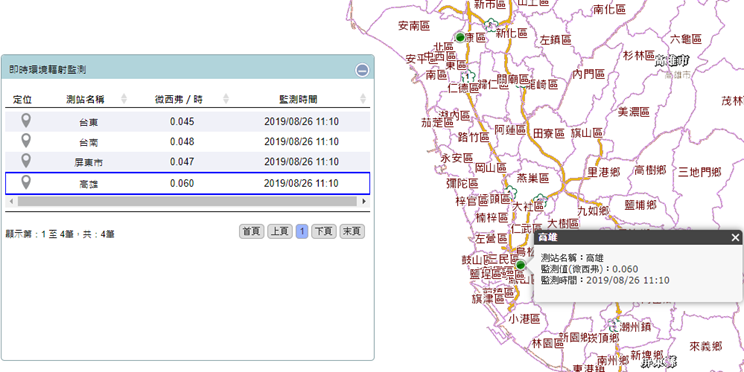 即時環境輻射監測
定位 測站名稱 微西弗 / 時 監測時間
台東 0.045 2019/08/26 11:10
台南 0.048 2019/08/26 11:10
屏東市 0.047 2019/08/26 11:10
高雄 0.060 2019/08/26 11:10
顯示第：1 至 4筆，共：4筆
首頁 上頁 1 下頁 末頁
新市區
山上區
南化區
安南區
康區
新化區
左鎮區
北區
六龜區
安平區
中西區
杉林區
高雄市
高雄市
東區
南區
歸仁區
關廟區
龍崎區
內門區
仁德區
茂林區
湖內區
美濃區
茄萣區
阿蓮區
田寮區
旗山區
路竹區
永安區
岡山區
里港鄉
高樹鄉
三地門鄉
燕巢區
彌陀區
梓官區
橋頭區
大社區
鹽埔鄉
九如鄉
楠梓區
大樹區
仁武區
左營區
鳥松
鼓山區
三民區
鹽埕區
旗津區
小港區
高雄
測站名稱：高雄
監測值(微西弗)：0.060
監測時間：2019/08/26 11:10
潮州鎮
林園區
新園鄉
崁頂鄉
來義鄉
新埤鄉
南州鄉
屏東縣
東港鎮